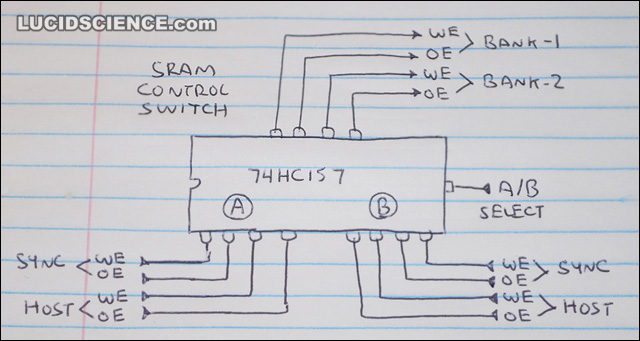 LUCIDSCIENCE.COM
SRAM
CONTROL
SWITCH
WE
OE
BANK-1
WE
OE
BANK-2
74HC157
A
B
A/B
SELECT
SYNC
WE
OE
HOST
WE
OE
WE
OE
SYNC
WE
OE
HOST